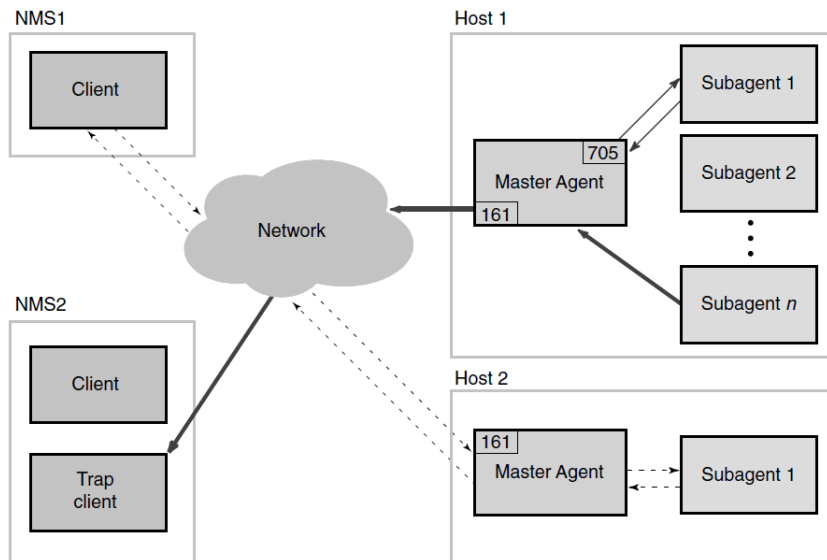 NMS1
Client
Host 1
Subagent 1
705
Master Agent
161
Subagent 2
Subagent n
Network
NMS2
Client
Trap
client
Host 2
161
Master Agent
Subagent 1